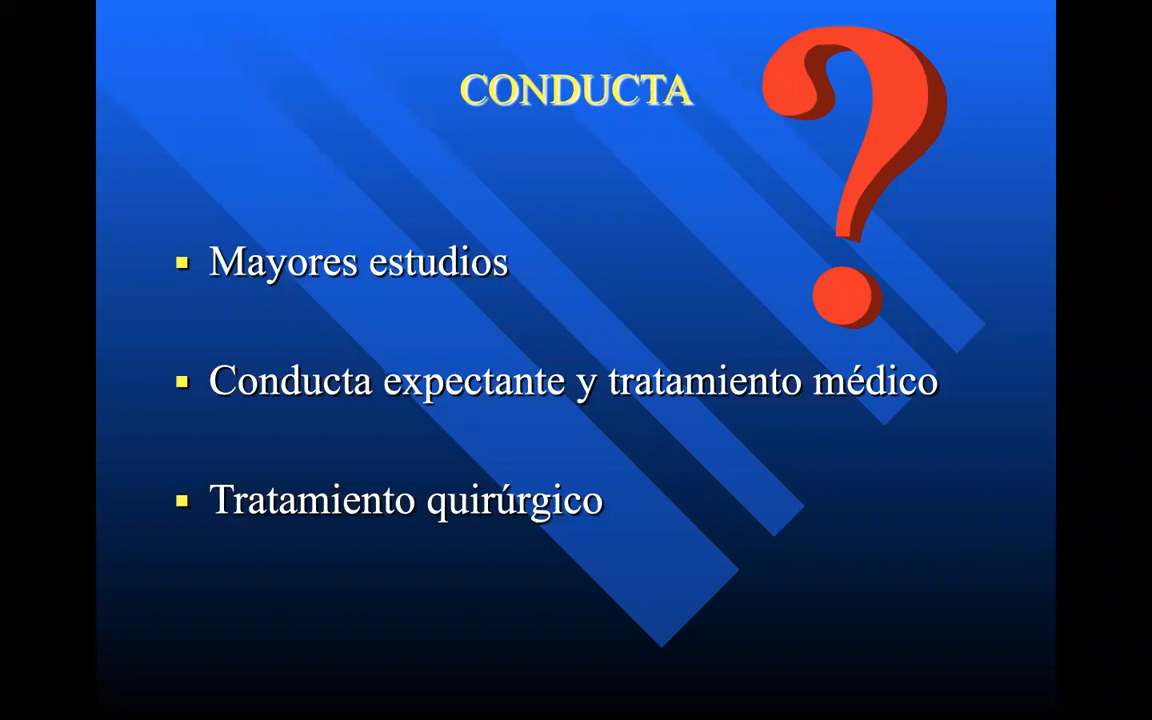 CONDUCTA
?
▪ Mayores estudios
▪ Conducta expectante y tratamiento médico
▪ Tratamiento quirúrgico